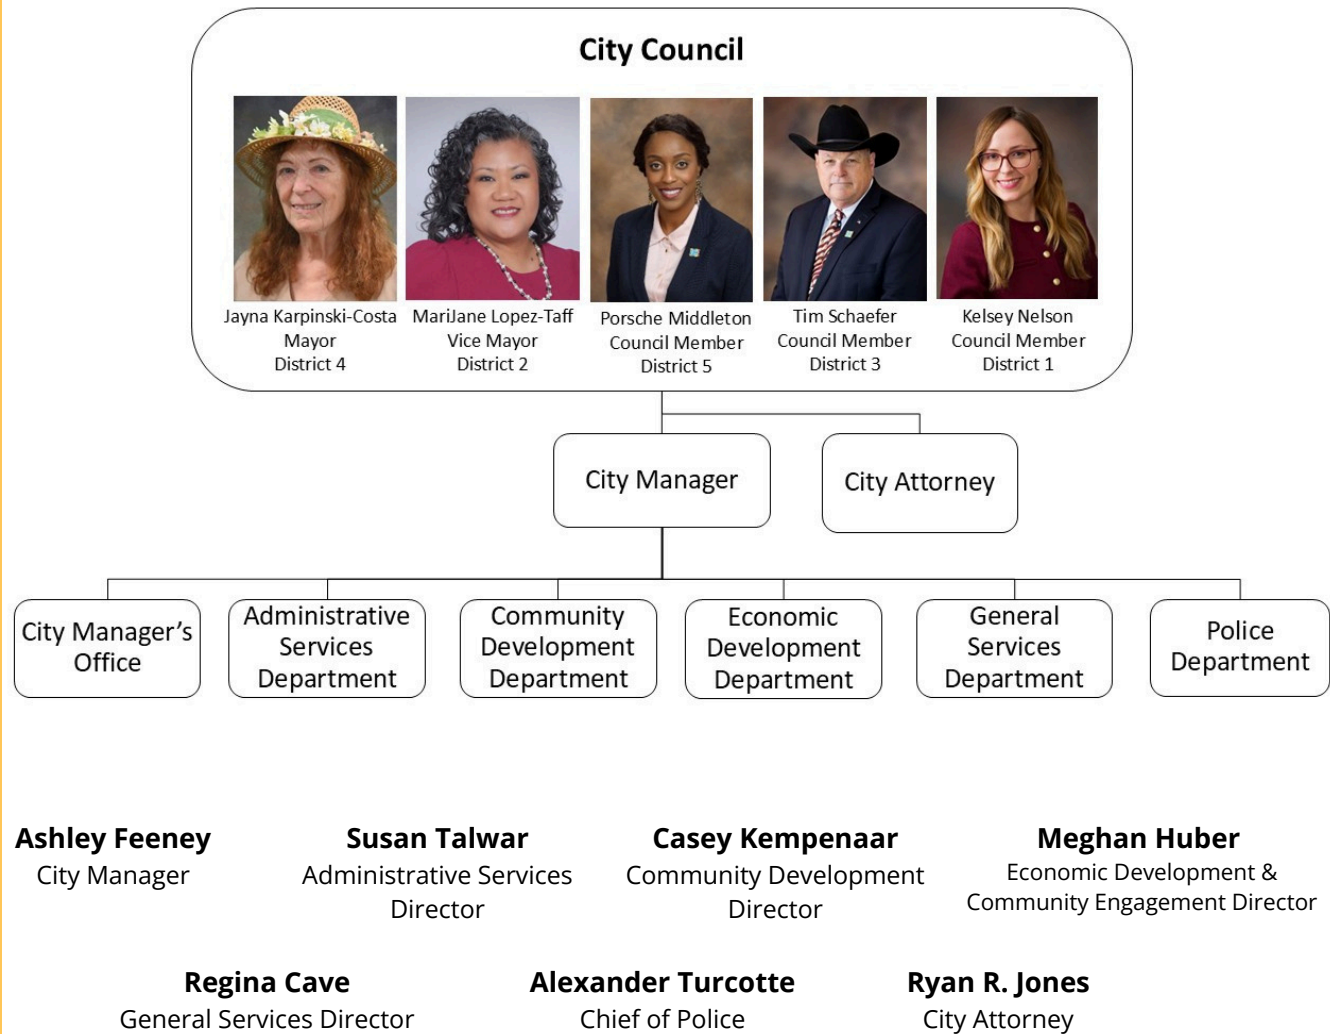 City Council
Jayna Karpinski-Costa
Mayor
District 4
MariJane Lopez-Taff
Vice Mayor
District 2
Porsche Middleton
Council Member
District 5
Tim Schaefer
Council Member
District 3
Kelsey Nelson
Council Member
District 1
City Manager
City Attorney
City Manager’s
Office
Administrative
Services
Department
Community
Development
Department
Economic
Development
Department
General
Services
Department
Police
Department
Ashley Feeney
City Manager
Susan Talwar
Administrative Services
Director
Casey Kempenaar
Community Development
Director
Meghan Huber
Economic Development &
Community Engagement Director
Regina Cave
General Services Director
Alexander Turcotte
Chief of Police
Ryan R. Jones
City Attorney